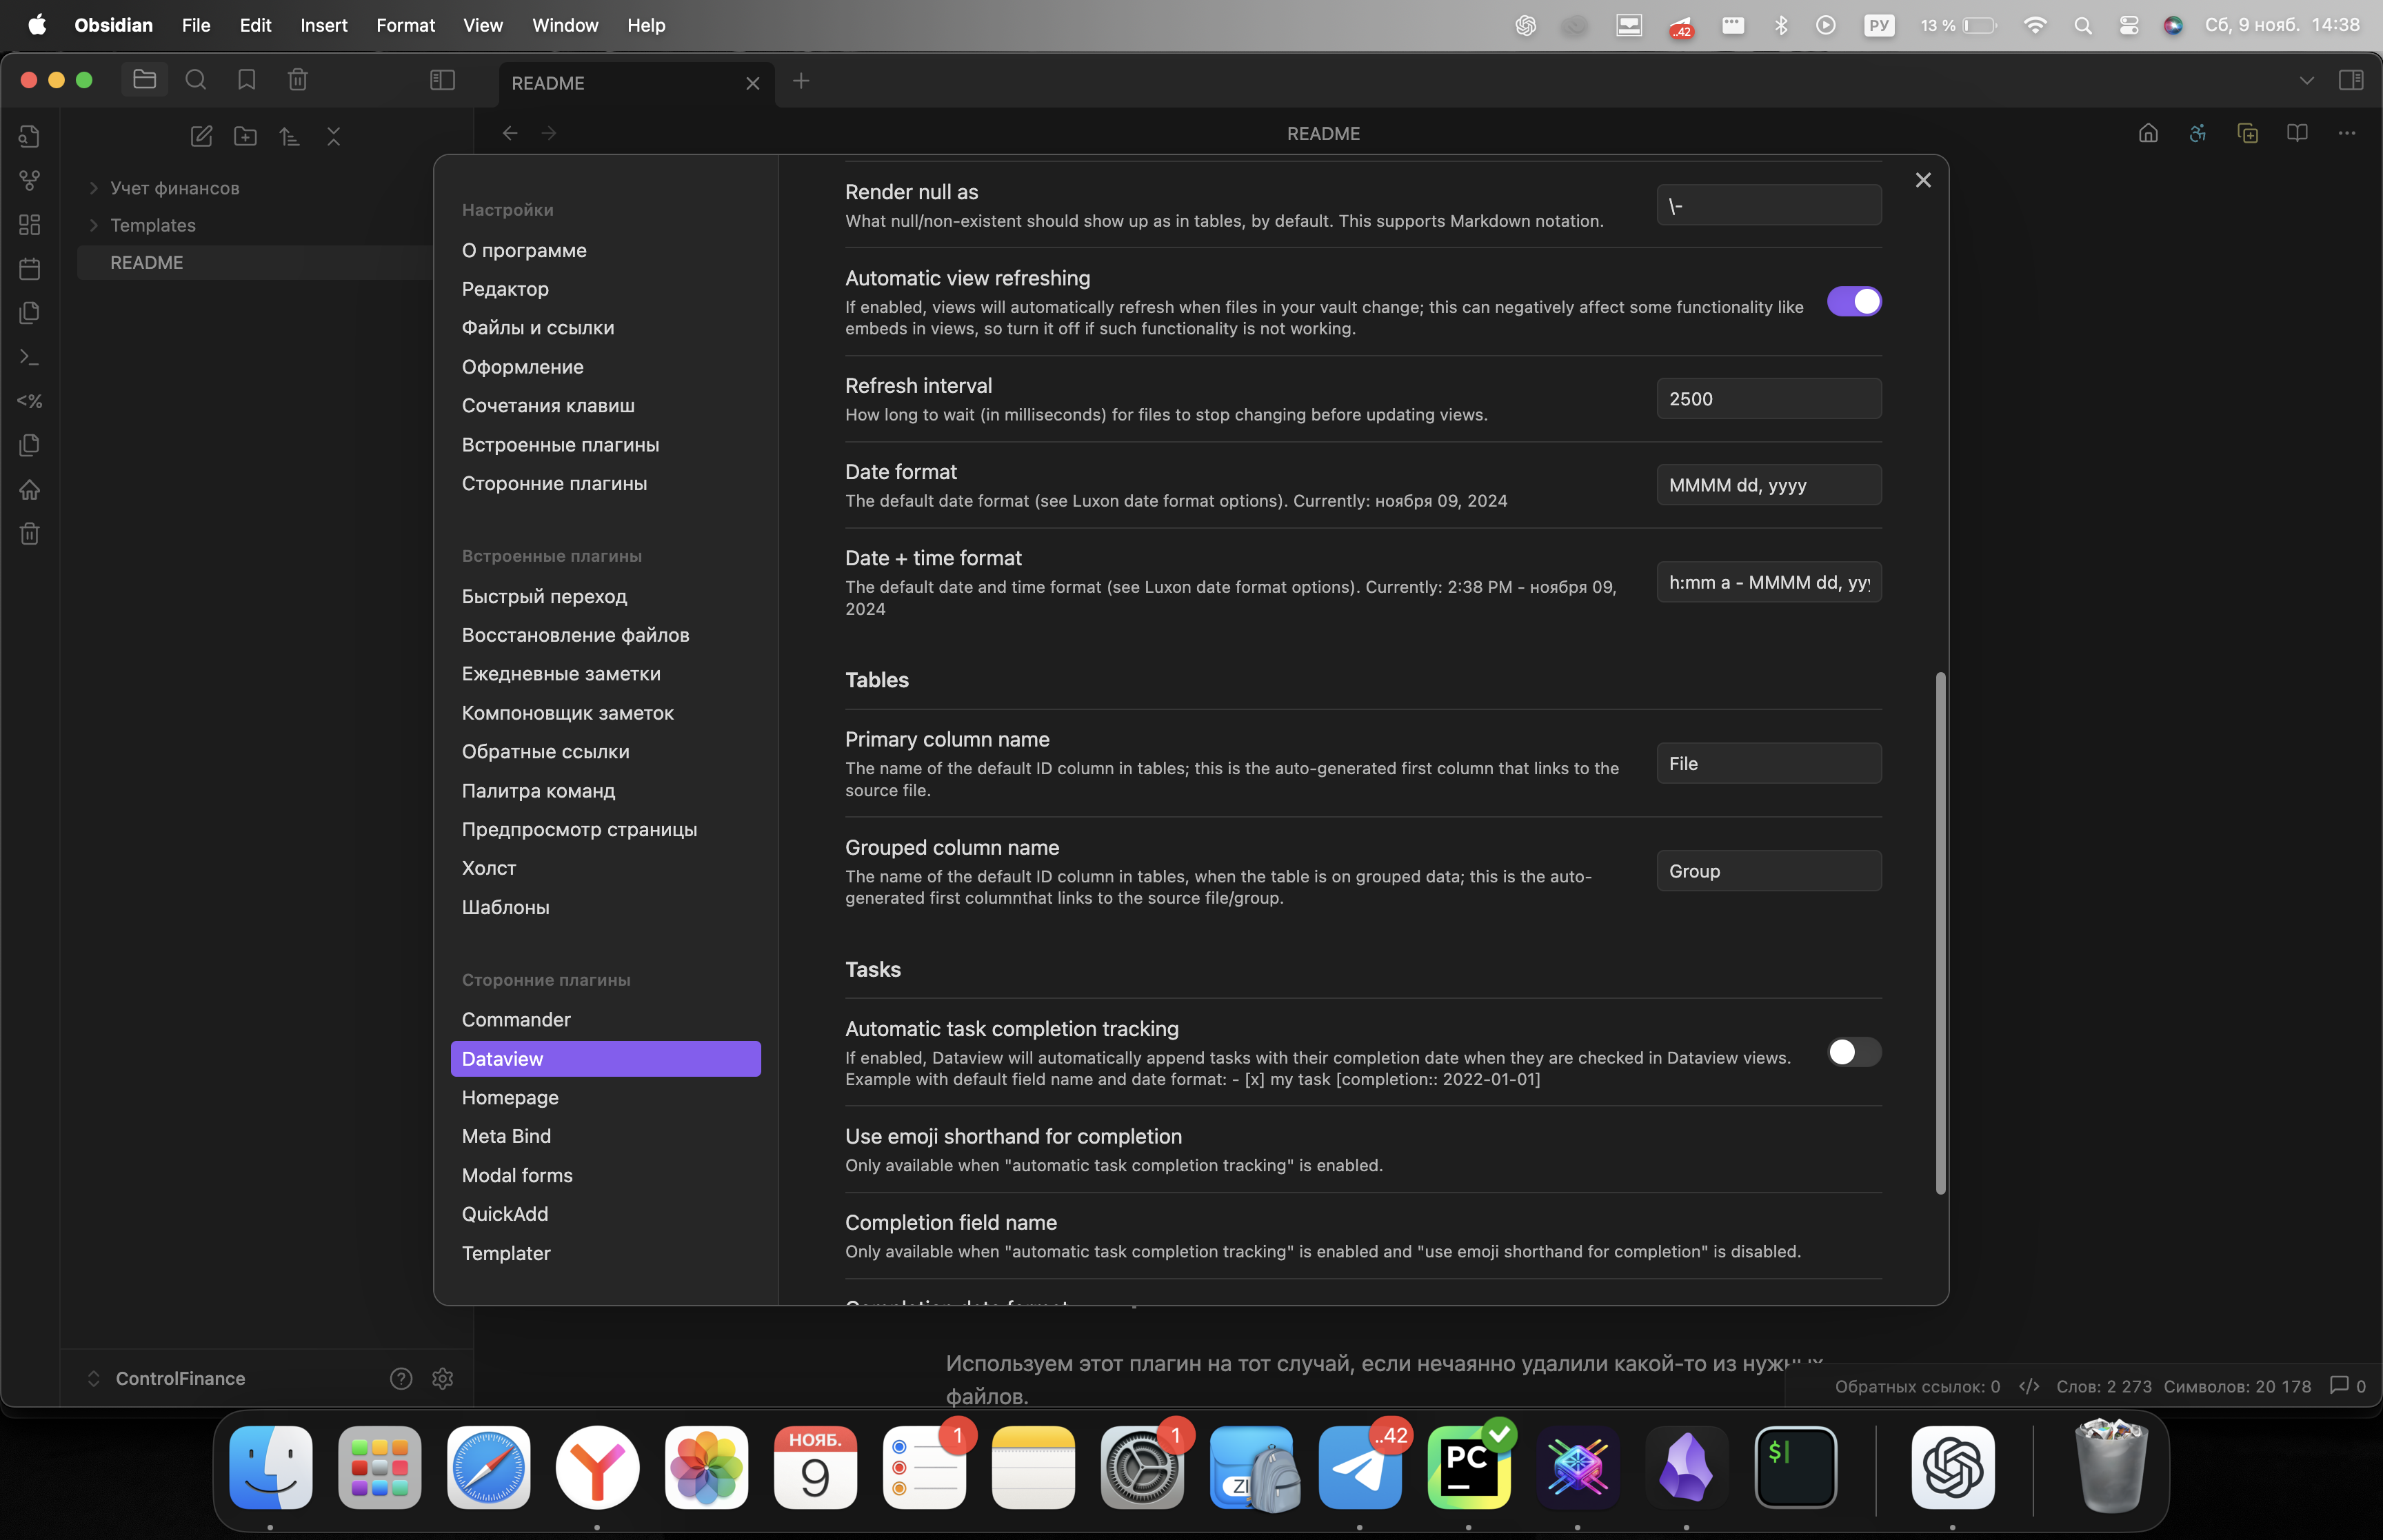 Obsidian File Edit Insert Format View Window Help
..42 РУ 13 % Сб, 9 нояб. 14:38
README
README
Учет финансов
Templates
README
ControlFinance
Настройки
О программе
Редактор
Файлы и ссылки
Оформление
Сочетания клавиш
Встроенные плагины
Сторонние плагины
Встроенные плагины
Быстрый переход
Восстановление файлов
Ежедневные заметки
Компоновщик заметок
Обратные ссылки
Палитра команд
Предпросмотр страницы
Холст
Шаблоны
Сторонние плагины
Commander
Dataview
Homepage
Meta Bind
Modal forms
QuickAdd
Templater
Render null as
What null/non-existent should show up as in tables, by default. This supports Markdown notation.
\-
Automatic view refreshing
If enabled, views will automatically refresh when files in your vault change; this can negatively affect some functionality like
embeds in views, so turn it off if such functionality is not working.
Refresh interval
How long to wait (in milliseconds) for files to stop changing before updating views.
2500
Date format
The default date format (see Luxon date format options). Currently: ноября 09, 2024
MMMM dd, yyyy
Date + time format
The default date and time format (see Luxon date format options). Currently: 2:38 PM - ноября 09,
2024
h:mm a - MMMM dd, yyy
Tables
Primary column name
The name of the default ID column in tables; this is the auto-generated first column that links to the
source file.
File
Grouped column name
The name of the default ID column in tables, when the table is on grouped data; this is the auto-
generated first columnthat links to the source file/group.
Group
Tasks
Automatic task completion tracking
If enabled, Dataview will automatically append tasks with their completion date when they are checked in Dataview views.
Example with default field name and date format: - [x] my task [completion:: 2022-01-01]
Use emoji shorthand for completion
Only available when "automatic task completion tracking" is enabled.
Completion field name
Only available when "automatic task completion tracking" is enabled and "use emoji shorthand for completion" is disabled.
Используем этот плагин на тот случай, если нечаянно удалили какой-то из нужных
файлов.
Обратных ссылок: 0 </> Слов: 2 273 Символов: 20 178 0
НОЯБ.
9
1
1
ZI
..42
PC
$